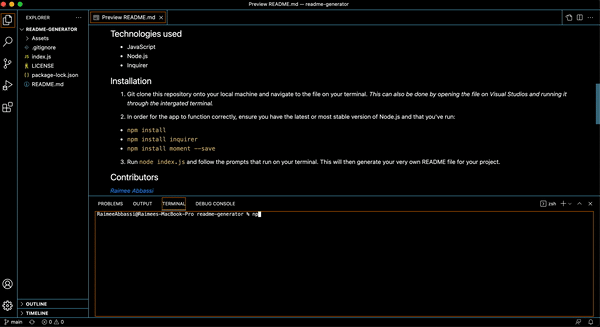 Preview README.md — readme-generator
EXPLORER
README-GENERATOR
Assets
.gitignore
index.js
LICENSE
package-lock.json
README.md
OUTLINE
TIMELINE
Preview README.md
Technologies used
• JavaScript
• Node.js
• Inquirer
Installation
1. Git clone this repository onto your local machine and navigate to the file on your terminal. This can also be done by opening the file on Visual Studios and running it
through the intergated terminal.
2. In order for the app to function correctly, ensure you have the latest or most stable version of Node.js and that you've run:
• npm install
• npm install inquirer
• npm install moment --save
3. Run node index.js and follow the prompts that run on your terminal. This will then generate your very own README file for your project.
Contributors
Raimee Abbassi
PROBLEMS OUTPUT TERMINAL DEBUG CONSOLE zsh
RaimeeAbbasi@Raimees-MacBook-Pro readme-generator % np
main 0 0